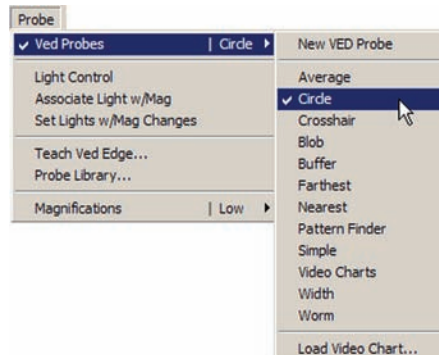 Probe
Ved Probes | Circle
Light Control
Associate Light w/Mag
Set Lights w/Mag Changes
Teach Ved Edge...
Probe Library...
Magnifications | Low
New VED Probe
Average
Circle
Crosshair
Blob
Buffer
Farthest
Nearest
Pattern Finder
Simple
Video Charts
Width
Worm
Load Video Chart...